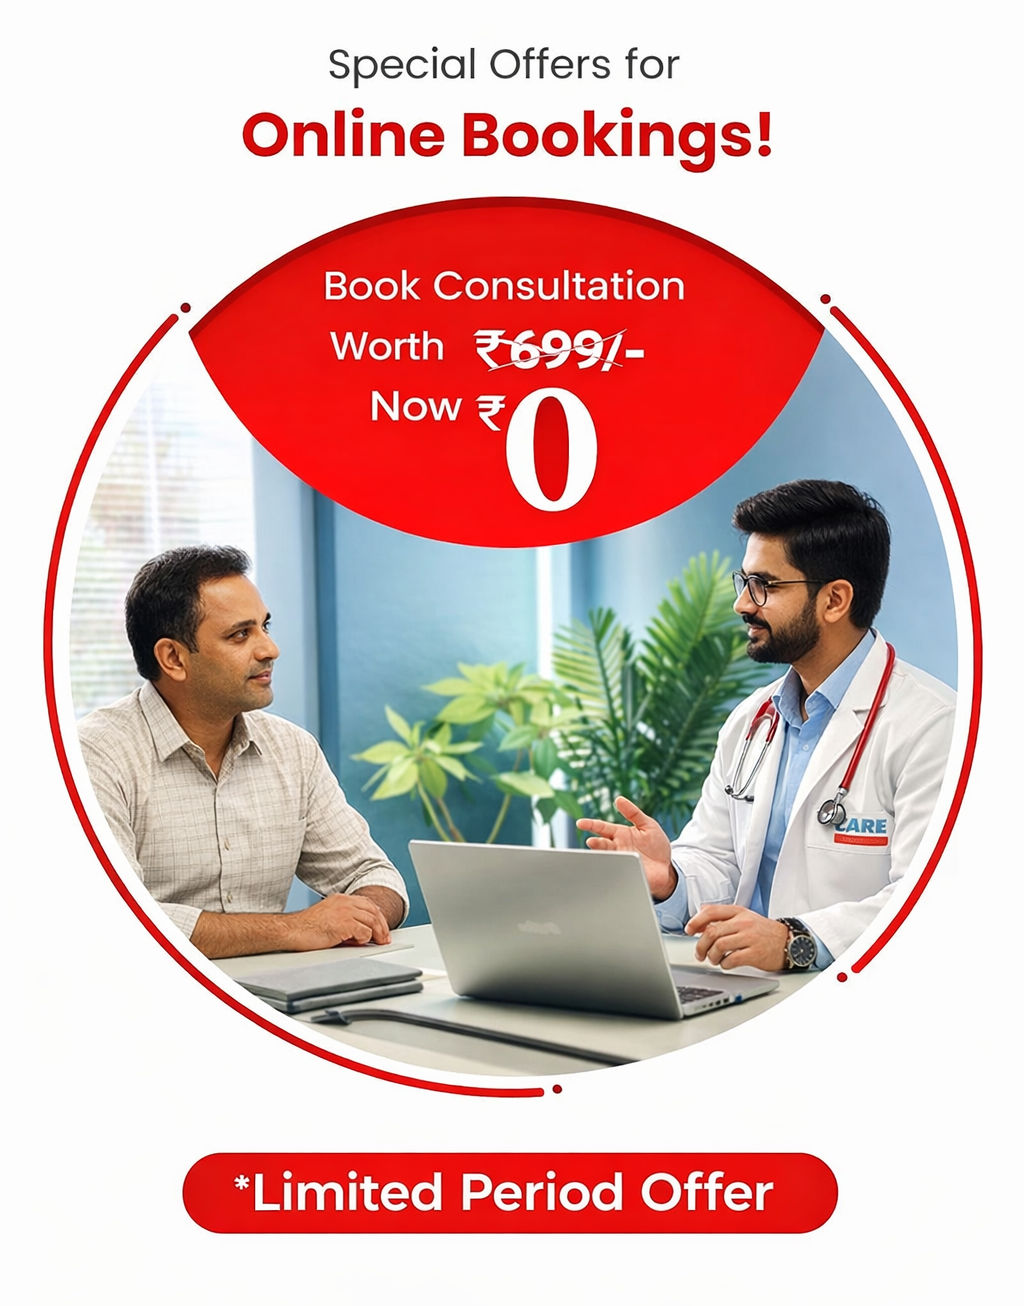 Special Offers for
Online Bookings!
Book Consultation
Worth ₹699/-
Now ₹0
CARE
*Limited Period Offer